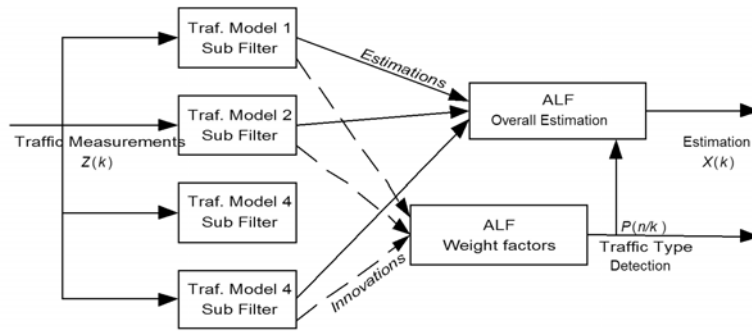 Traf. Model 1
Sub Filter
Estimations
Traf. Model 2
Sub Filter
ALF
Overall Estimation
Traffic Measurements
Z(k)
Estimation
X(k)
Traf. Model 4
Sub Filter
ALF
Weight factors
P(n/k)
Traffic Type
Detection
Innovations
Traf. Model 4
Sub Filter